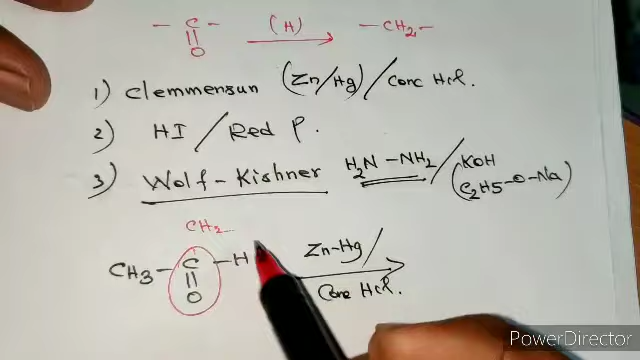 – C – (H) –CH2–
||
O
1) Clemmensun (Zn/Hg)/Conc Hcl.
2) HI / Red P.
3) Wolf - Kishner H2N – NH2 / (KOH
C2H5-O-Na)
CH2
CH3 – C – H Zn-Hg/
||
O Conc Hcl.
PowerDirector